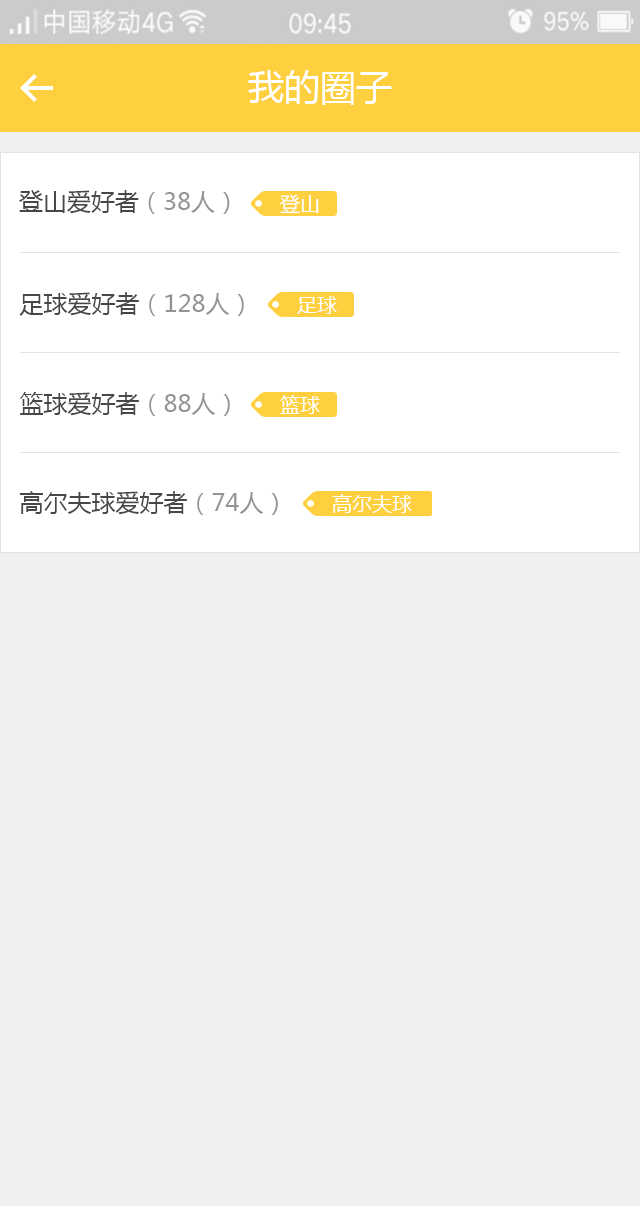 中国移动4G 09:45 95%
我的圈子
登山爱好者（38人） 登山
足球爱好者（128人） 足球
篮球爱好者（88人） 篮球
高尔夫球爱好者（74人） 高尔夫球